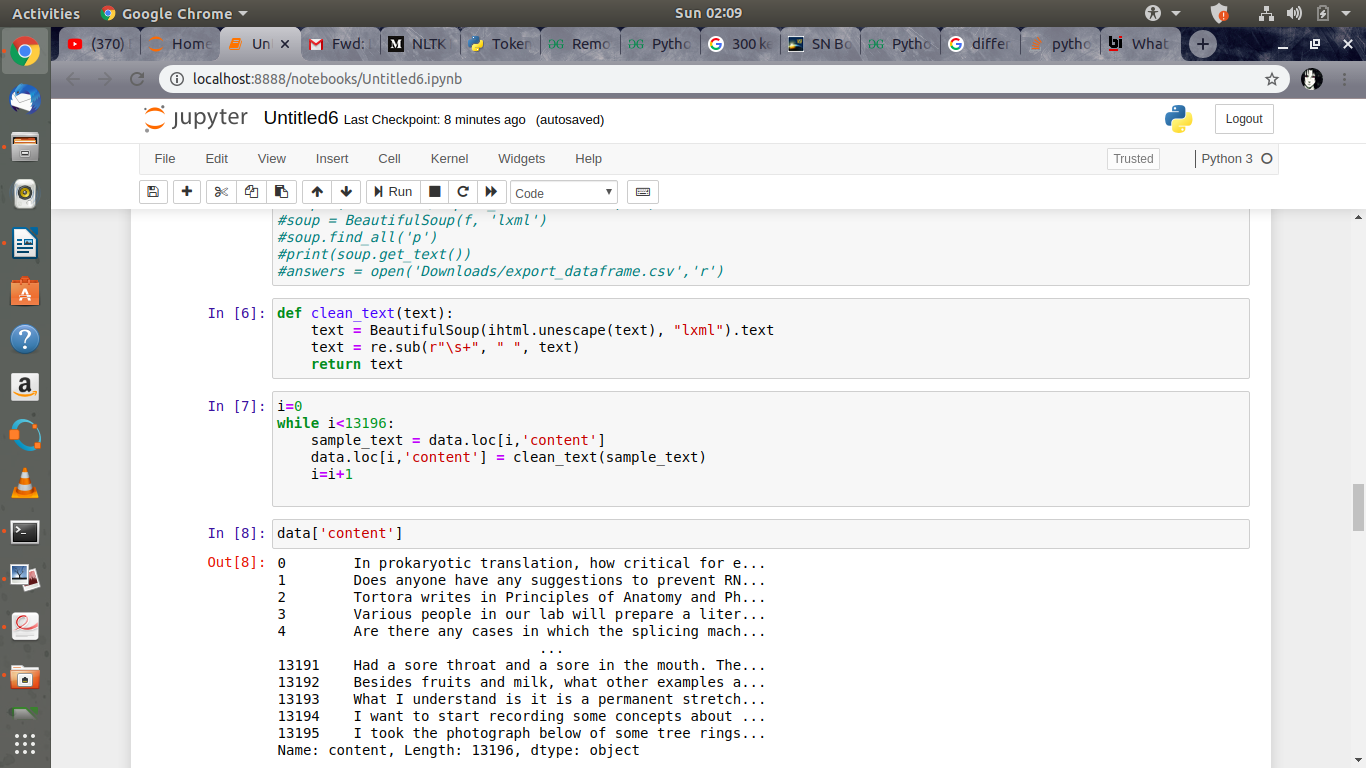 Activities Google Chrome Sun 02:09
(370) Home Un Fwd: NLTK Token Remo Pytho 300 ke SN Bo Pytho differ pytho bi What
localhost:8888/notebooks/Untitled6.ipynb
jupyter Untitled6 Last Checkpoint: 8 minutes ago (autosaved) Logout
File Edit View Insert Cell Kernel Widgets Help Trusted Python 3
Run Code
#soup = BeautifulSoup(f, 'lxml')
#soup.find_all('p')
#print(soup.get_text())
#answers = open('Downloads/export_dataframe.csv','r')
In [6]: def clean_text(text):
text = BeautifulSoup(ihtml.unescape(text), "lxml").text
text = re.sub(r"\s+", " ", text)
return text
In [7]: i=0
while i<13196:
sample_text = data.loc[i,'content']
data.loc[i,'content'] = clean_text(sample_text)
i=i+1
In [8]: data['content']
Out[8]: 0 In prokaryotic translation, how critical for e...
1 Does anyone have any suggestions to prevent RN...
2 Tortora writes in Principles of Anatomy and Ph...
3 Various people in our lab will prepare a liter...
4 Are there any cases in which the splicing mach...
...
13191 Had a sore throat and a sore in the mouth. The...
13192 Besides fruits and milk, what other examples a...
13193 What I understand is it is a permanent stretch...
13194 I want to start recording some concepts about ...
13195 I took the photograph below of some tree rings...
Name: content, Length: 13196, dtype: object